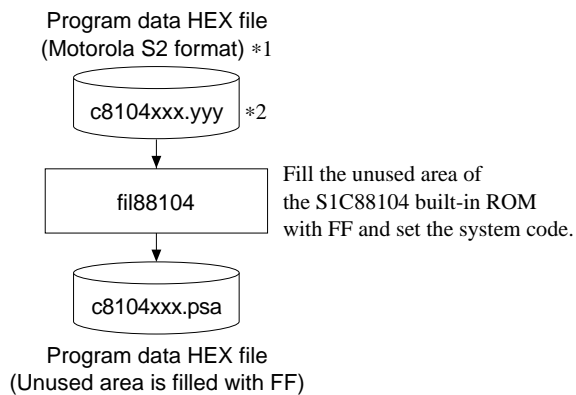 Program data HEX file
(Motorola S2 format) *1
c8104xxx.yyy *2
fil88104
Fill the unused area of
the S1C88104 built-in ROM
with FF and set the system code.
c8104xxx.psa
Program data HEX file
(Unused area is filled with FF)